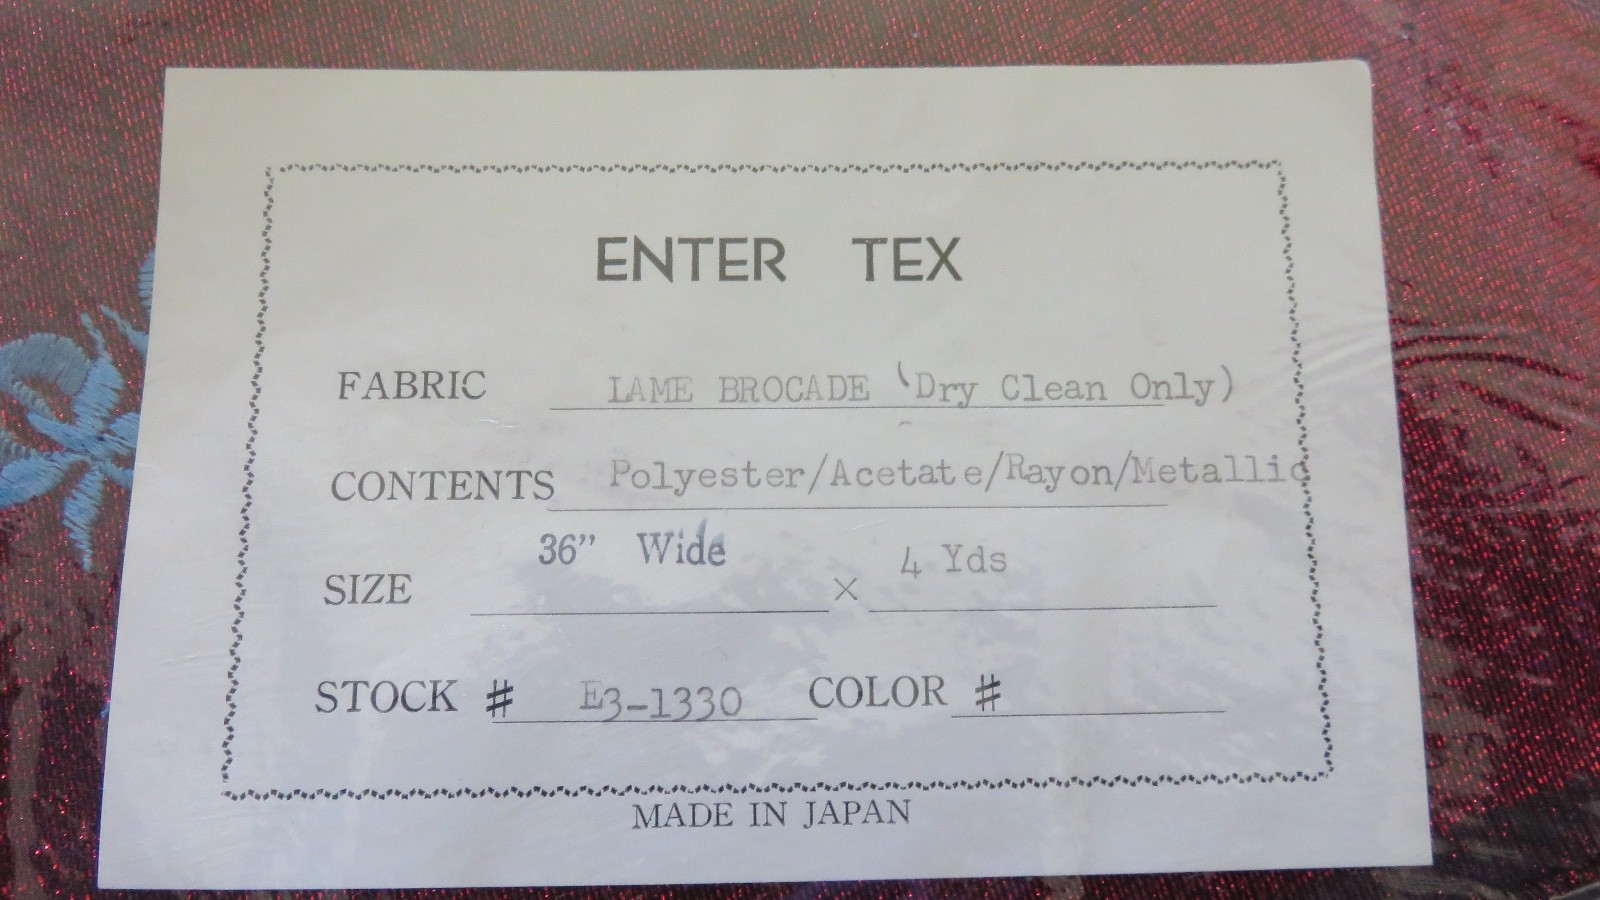 ENTER TEX
FABRIC LAME BROCADE (Dry Clean Only)
CONTENTS Polyester/Acetate/Rayon/Metallic
SIZE 36" Wide × 4 Yds
STOCK # E3-1330 COLOR #
MADE IN JAPAN